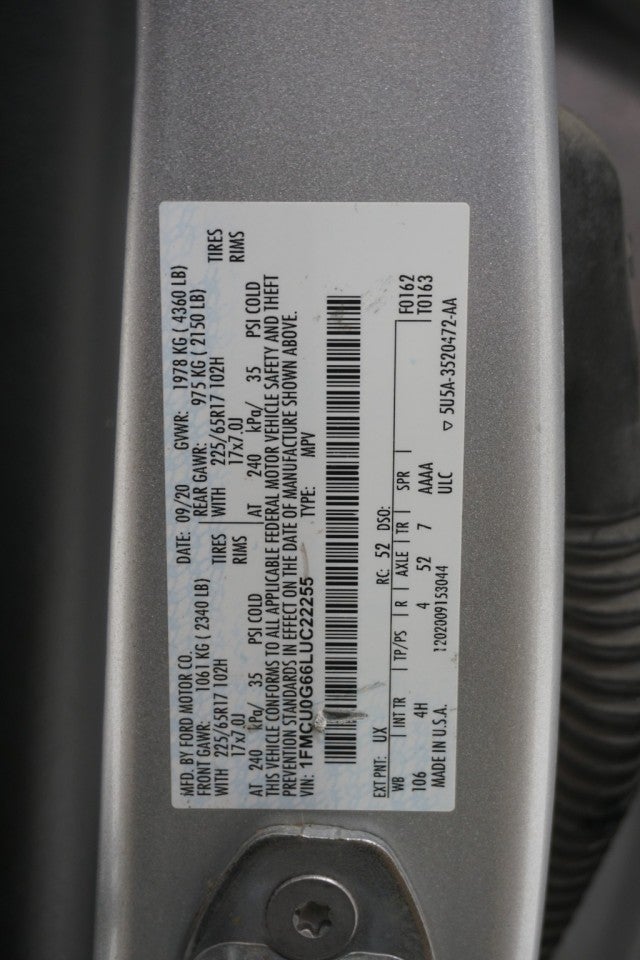 MFD. BY FORD MOTOR CO. DATE: 09/20 GVWR: 1978 KG ( 4360 LB)
FRONT GAWR: 1061 KG ( 2340 LB) REAR GAWR: 975 KG ( 2150 LB)
WITH 225/65R17 102H TIRES WITH 225/65R17 102H TIRES
17x7.0J RIMS 17x7.0J RIMS
AT 240 kPa/ 35 PSI COLD AT 240 kPa/ 35 PSI COLD
THIS VEHICLE CONFORMS TO ALL APPLICABLE FEDERAL MOTOR VEHICLE SAFETY AND THEFT
PREVENTION STANDARDS IN EFFECT ON THE DATE OF MANUFACTURE SHOWN ABOVE.
VIN: 1FMCU0G66LUC22255 TYPE: MPV
EXT PNT: UX RC: 52 DSO:
WB INT TR TP/PS R AXLE TR SPR F0162
106 4H 4 52 7 AAAA T0163
ULC
MADE IN U.S.A. 1202009153044 ▽ 5U5A-3520472-AA